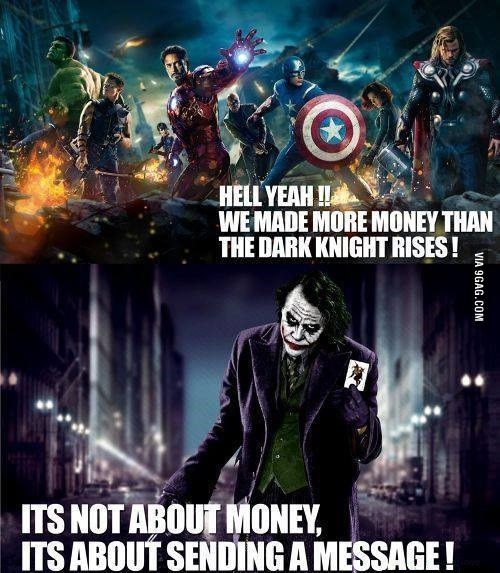 HELL YEAH !!
WE MADE MORE MONEY THAN
THE DARK KNIGHT RISES !
VIA 9GAG.COM
ITS NOT ABOUT MONEY,
ITS ABOUT SENDING A MESSAGE !